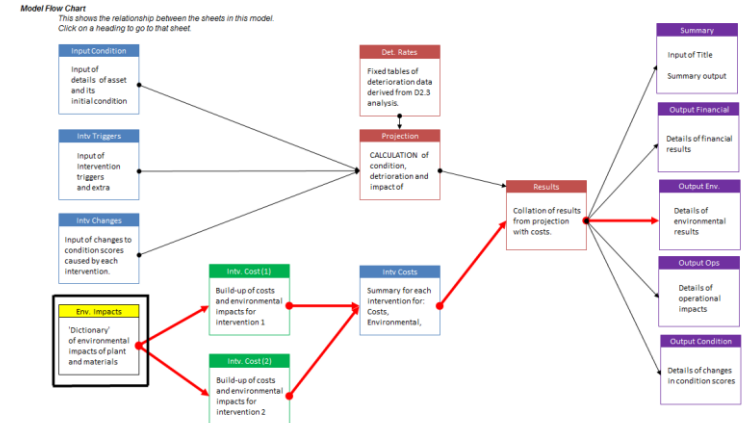 Model Flow Chart
This shows the relationship between the sheets in this model.
Click on a heading to go to that sheet.
Input Condition
Input of
details of asset
and its
initial condition
Intv Triggers
Input of
Intervention
triggers
and extra
Intv Changes
Input of changes to
condition scores
caused by each
intervention.
Env. Impacts
'Dictionary'
of environmental
impacts of plant
and materials
Intv. Cost (1)
Build-up of costs
and environmental
impacts for
intervention 1
Intv. Cost (2)
Build-up of costs
and environmental
impacts for
intervention 2
Det. Rates
Fixed tables of
deterioration data
derived from D2.3
analysis.
Projection
CALCULATION of
condition,
detrioration and
impact of
Intv Costs
Summary for each
Intervention for:
Costs,
Environmental,
Results
Collation of results
from projection
with costs.
Summary
Input of Title
Summary output
Output Financial
Details of financial
results
Output Env.
Details of
environmental
results
Output Ops
Details of
operational
impacts
Output Condition
Details of changes
in condition scores